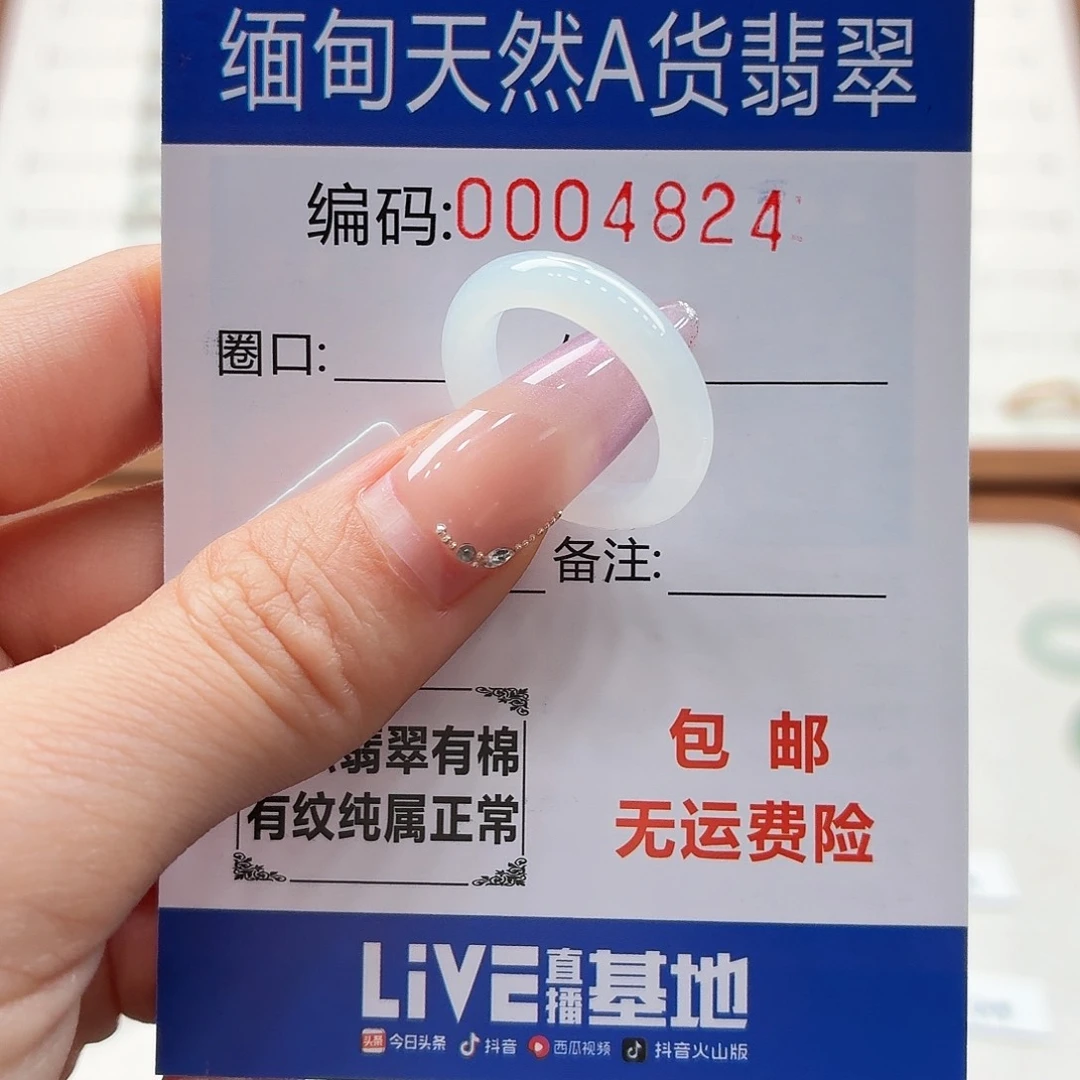 缅甸天然A货翡翠
编码:0004824
圈口:
备注:
翡翠有棉
有纹纯属正常
包 邮
无运费险
LiVE直播基地
今日头条 抖音 西瓜视频 抖音火山版